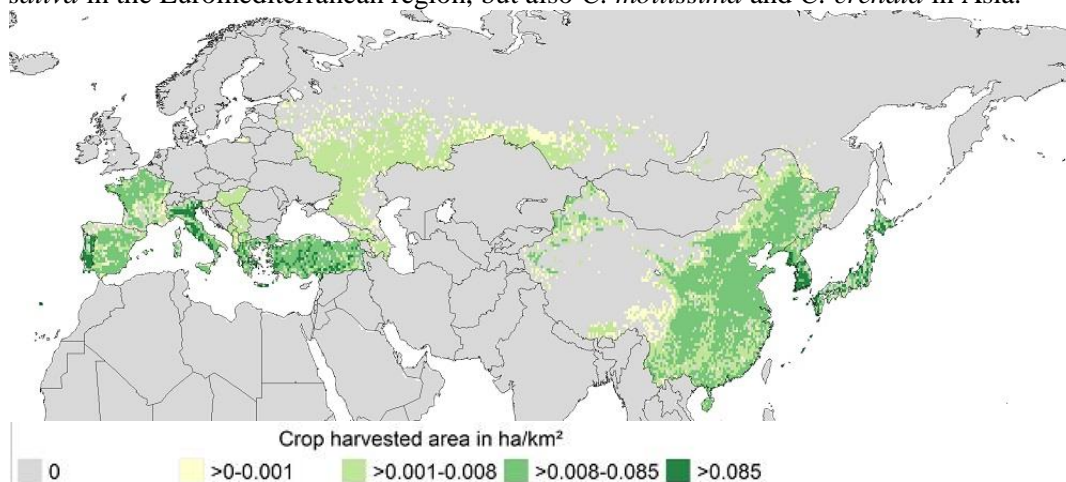 sativa in the Euromediterranean region, but also C. mollissima and C. crenata in Asia.
Crop harvested area in ha/km²
0 >0-0.001 >0.001-0.008 >0.008-0.085 >0.085